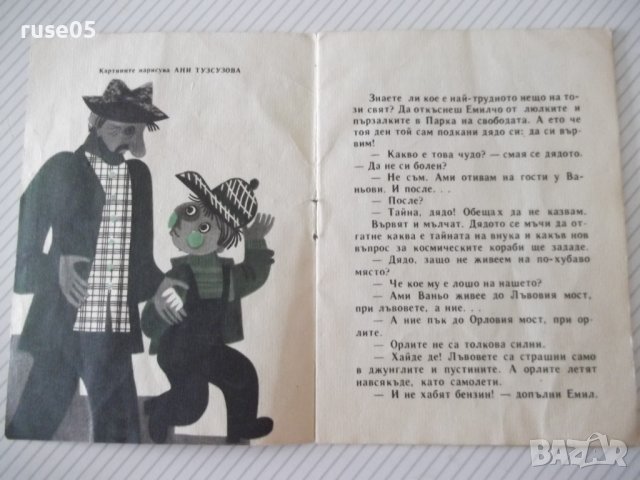 ruse05
Картините нарисува АНИ ТУЗСУЗОВА
Знаете ли кое е най-трудното нещо на то-
зи свят? Да откъснеш Емилчо от люлките и
пързалките в Парка на свободата. А ето че
тоя ден той сам подкани дядо си: да си вър-
вим!
— Какво е това чудо? — смая се дядото.
— Да не си болен?
— Не съм. Ами отивам на гости у Ва-
ньови. И после. . .
— После?
— Тайна, дядо! Обещах да не казвам.
Вървят и мълчат. Дядото се мъчи да от-
гатне каква е тайната на внука и какъв нов
въпрос за космическите кораби ще зададе.
— Дядо, защо не живеем на по-хубаво
място?
— Че кое му е лошо на нашето?
— Ами Ваньо живее до Лъвовия мост,
при лъвовете, а ние. . .
— А ние пък до Орловия мост, при ор-
лите.
— Орлите не са толкова силни.
— Хайде де! Лъвовете са страшни само
в джунглите и пустините. А орлите летят
навсякъде, като самолети.
— И не хабят бензин! — допълни Емил.
ruse05
BAZAR